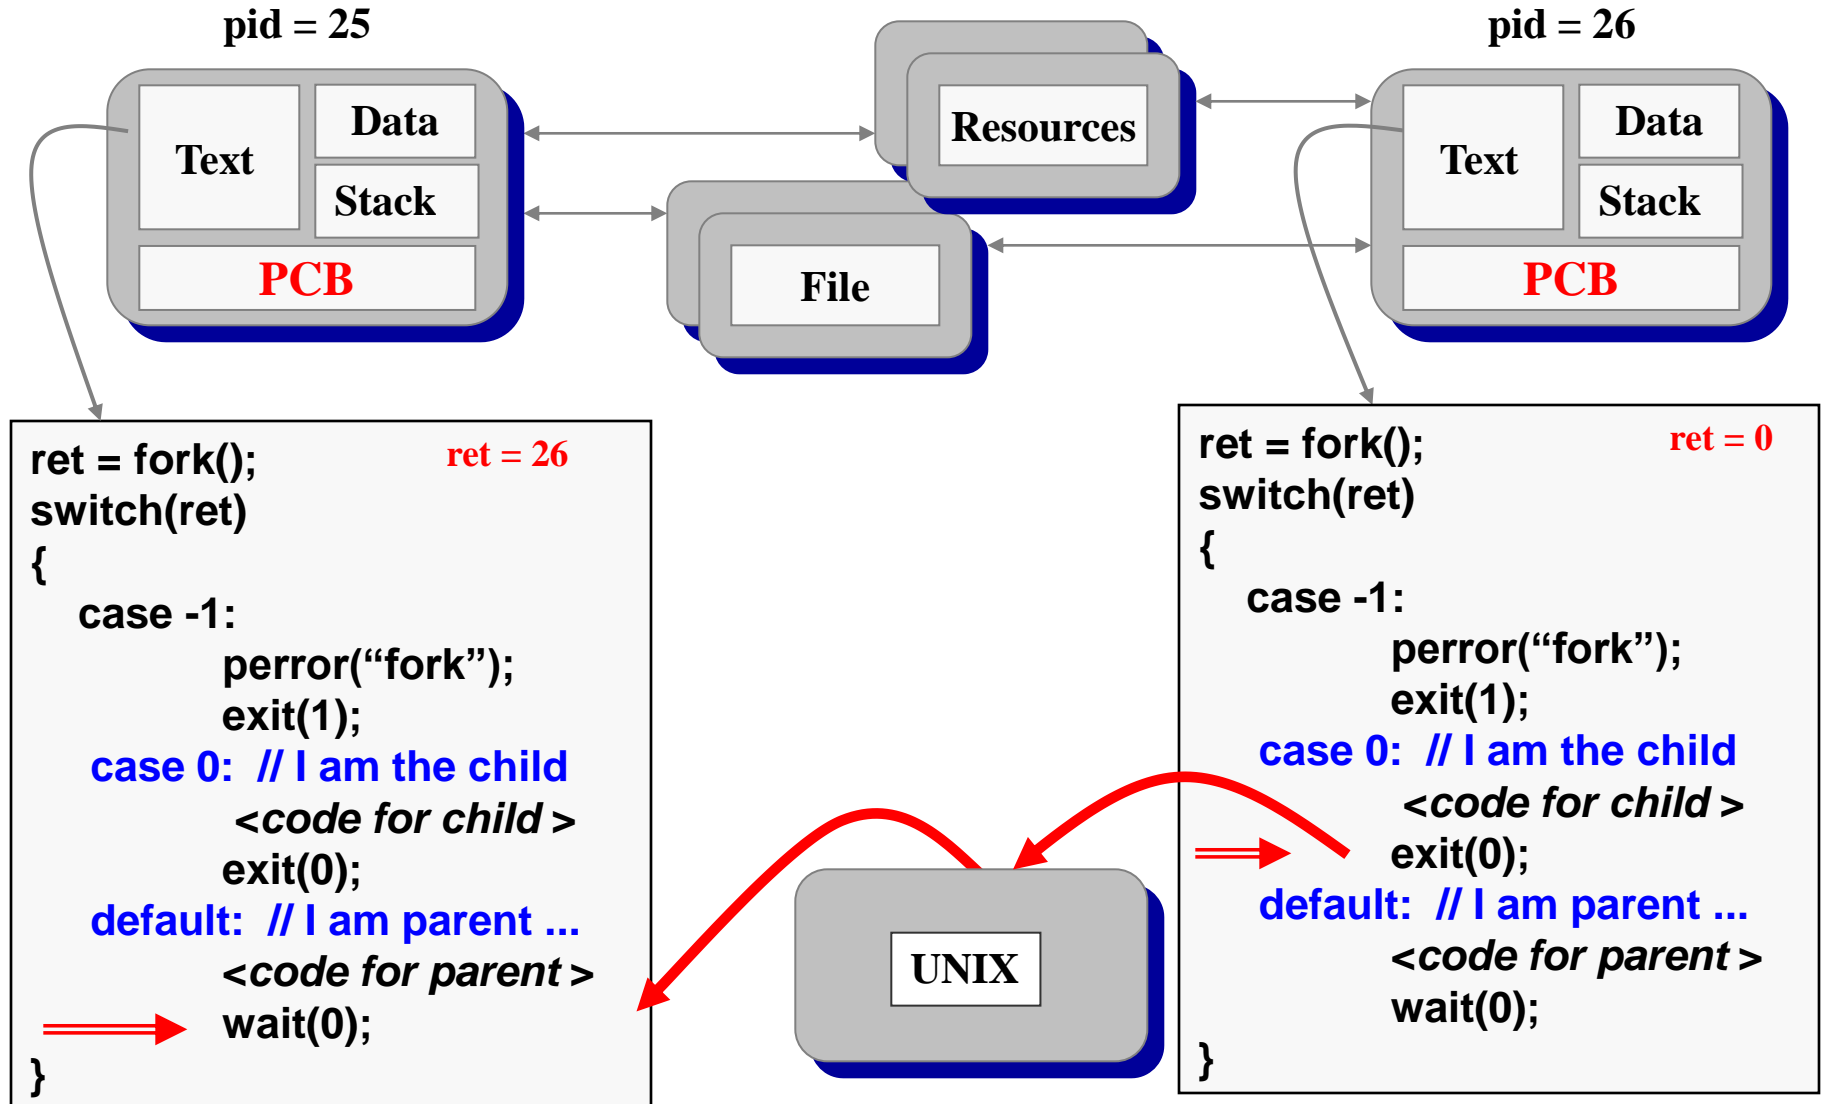 pid = 25
pid = 26
Text
Data
Stack
PCB
Resources
File
Text
Data
Stack
PCB
ret = fork();
ret = 26
switch(ret)
{
case -1:
perror(“fork”);
exit(1);
case 0:  // I am the child
<code for child >
exit(0);
default:  // I am parent ...
<code for parent >
wait(0);
}
UNIX
ret = fork();
ret = 0
switch(ret)
{
case -1:
perror(“fork”);
exit(1);
case 0:  // I am the child
<code for child >
exit(0);
default:  // I am parent ...
<code for parent >
wait(0);
}